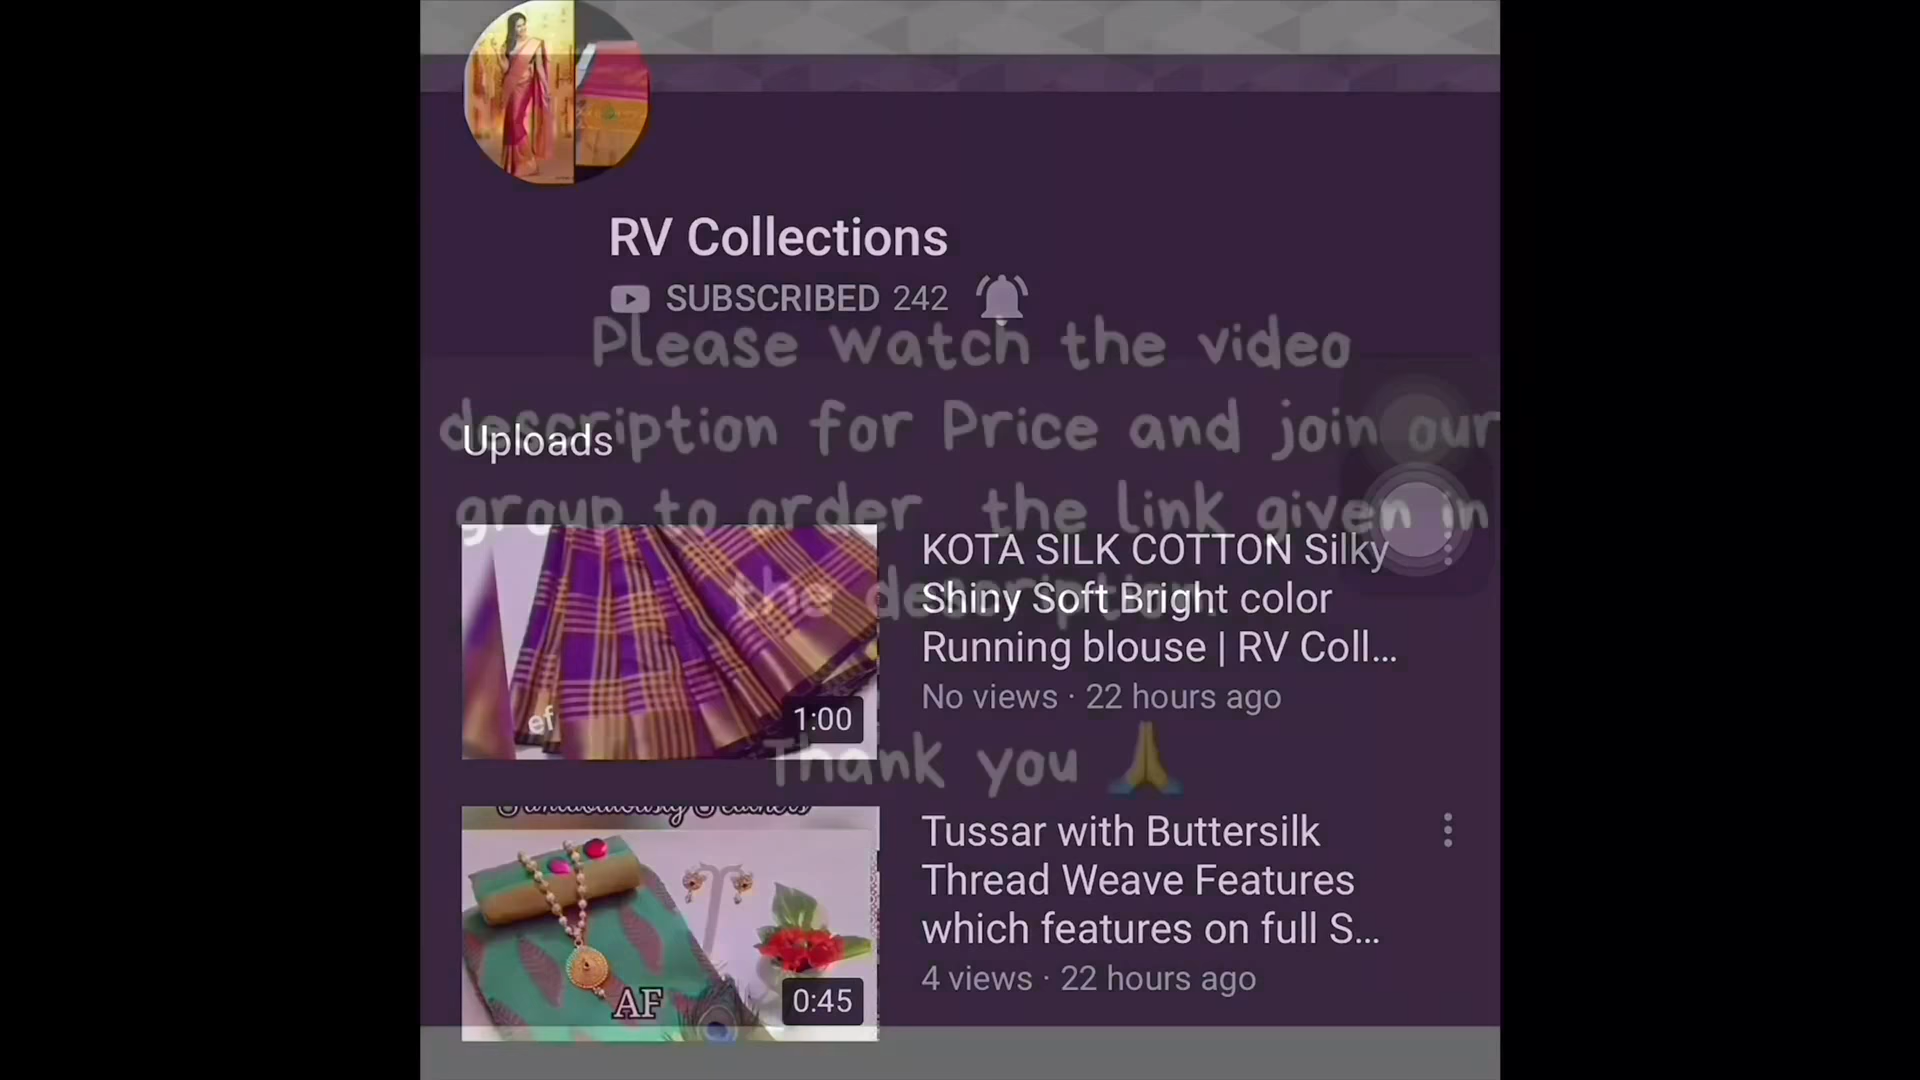 RV Collections
SUBSCRIBED 242
Please Watch the video
description for Price and join our
Uploads
group to order the link given in
KOTA SILK COTTON Silky
the description.
Shiny Soft Bright color
Running blouse | RV Coll...
No views · 22 hours ago
ef
1:00
Thank you 🙏
Tussar with Buttersilk
Thread Weave Features
which features on full S...
4 views · 22 hours ago
AF
0:45